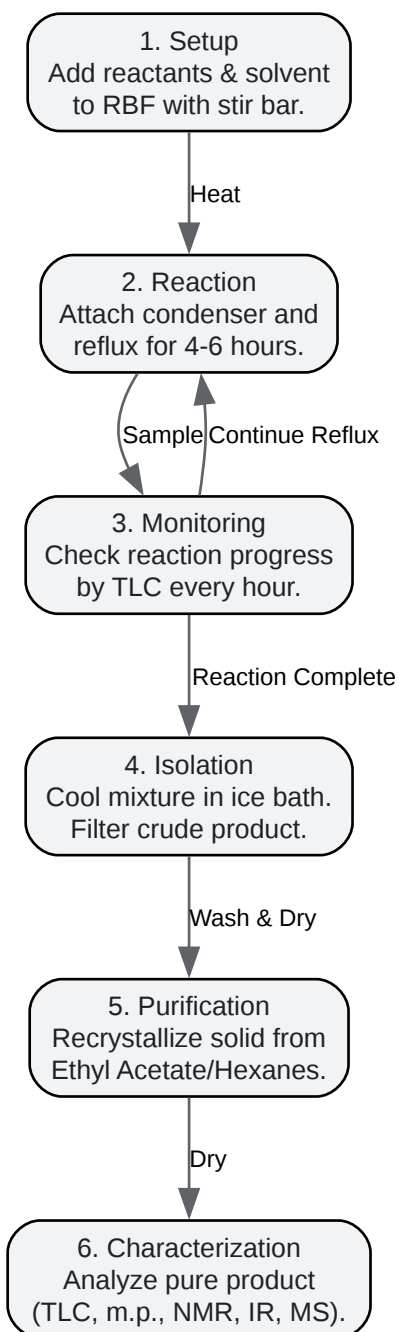 1. Setup
Add reactants & solvent
to RBF with stir bar.
Heat
2. Reaction
Attach condenser and
reflux for 4-6 hours.
Sample
Continue Reflux
3. Monitoring
Check reaction progress
by TLC every hour.
Reaction Complete
4. Isolation
Cool mixture in ice bath.
Filter crude product.
Wash & Dry
5. Purification
Recrystallize solid from
Ethyl Acetate/Hexanes.
Dry
6. Characterization
Analyze pure product
(TLC, m.p., NMR, IR, MS).